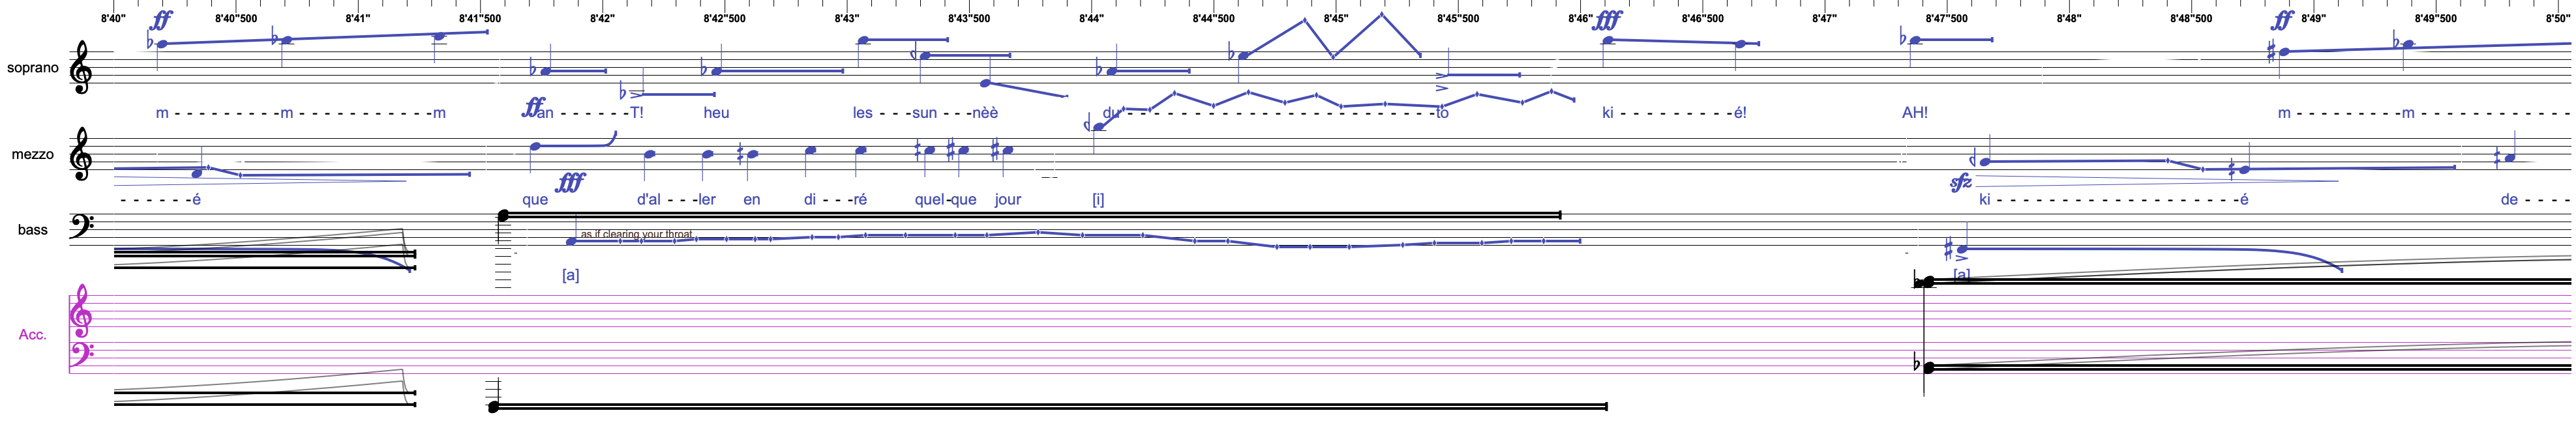 8'40" 8'40"500 8'41" 8'41"500 8'42" 8'42"500 8'43" 8'43"500 8'44" 8'44"500 8'45" 8'45"500 8'46" 8'46"500 8'47" 8'47"500 8'48" 8'48"500 8'49" 8'49"500 8'50"
ff fff ff
soprano
m - - - - - - - - - m - - - - - - - - - - - m ff an - - - - - - T! heu les - - - sun - - - nèè du - - - - - - - - - - - - - - - - - - - - - - - - - - - to ki - - - - - - - - - é! AH! m - - - - - - - - - m - - - - - - - - - - - -
mezzo
fff sfz
- - - - - - é que d'al - - - ler en di - - - ré quel - que jour [i] ki - - - - - - - - - - - - - - - - - - - - é de - - - -
bass
as if clearing your throat
[a] [a]
Acc.